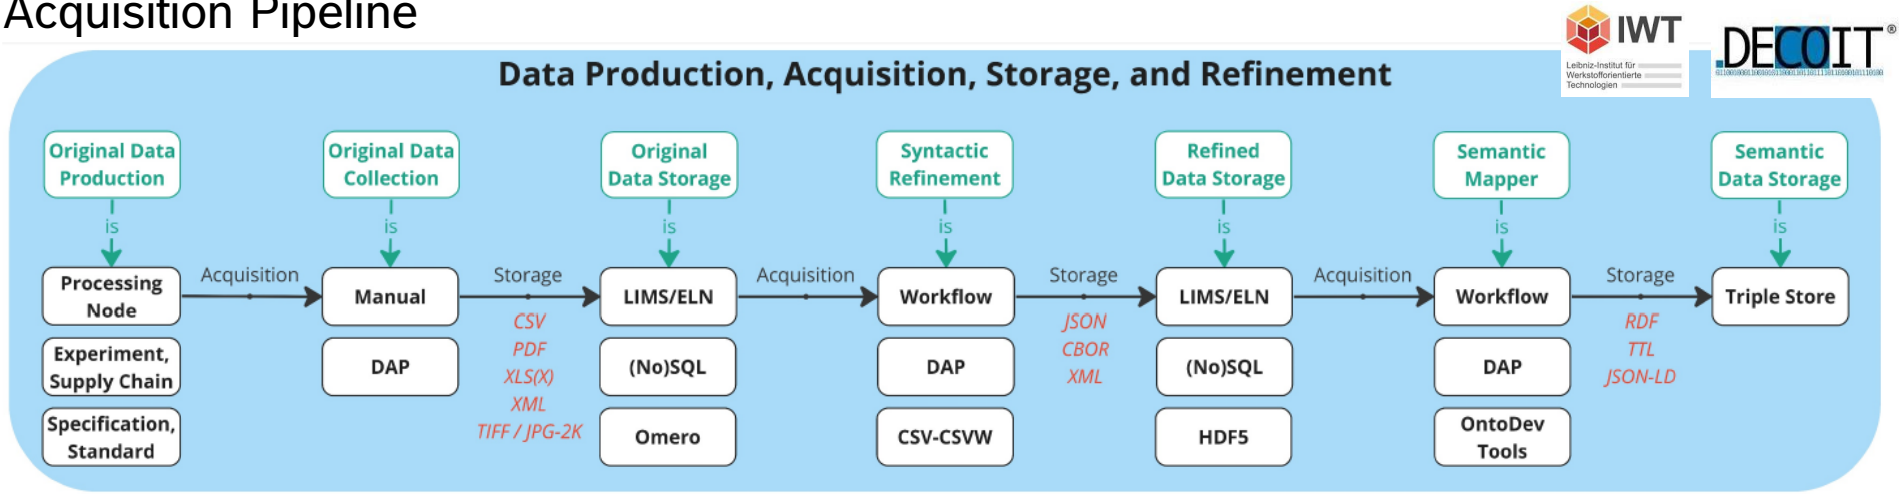 Acquisition Pipeline
IWT
Leibniz-Institut für
Werkstofforientierte
Technologien
.DECOIT®
Data Production, Acquisition, Storage, and Refinement
Original Data
Production
Original Data
Collection
Original
Data Storage
Syntactic
Refinement
Refined
Data Storage
Semantic
Mapper
Semantic
Data Storage
is
is
is
is
is
is
is
Processing
Node
Acquisition
Manual
Storage
LIMS/ELN
Acquisition
Workflow
Storage
LIMS/ELN
Acquisition
Workflow
Storage
Triple Store
CSV
PDF
XLS(X)
XML
TIFF / JPG-2K
JSON
CBOR
XML
RDF
TTL
JSON-LD
Experiment,
Supply Chain
DAP
(No)SQL
DAP
(No)SQL
DAP
Specification,
Standard
Omero
CSV-CSVW
HDF5
OntoDev
Tools